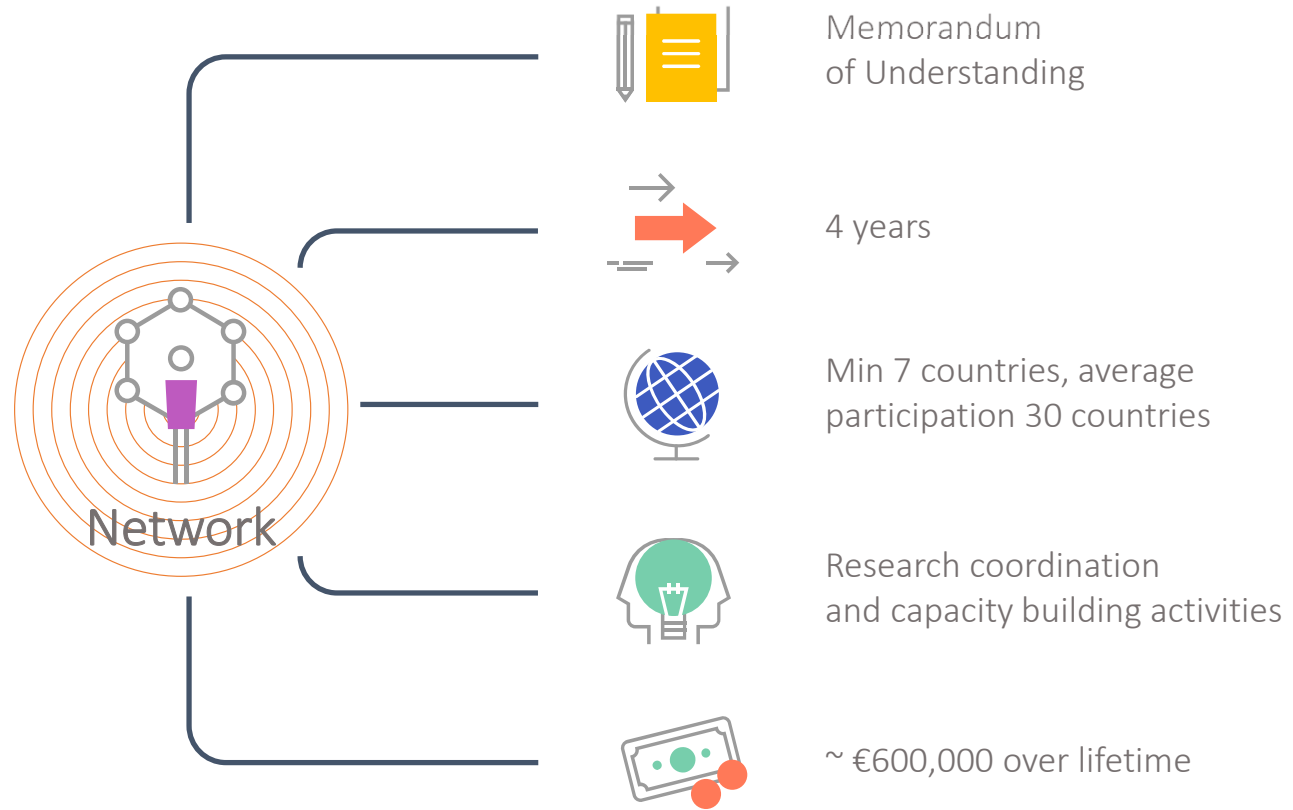 Memorandum
of Understanding
4 years
Min 7 countries, average
participation 30 countries
Network
Research coordination
and capacity building activities
~ €600,000 over lifetime